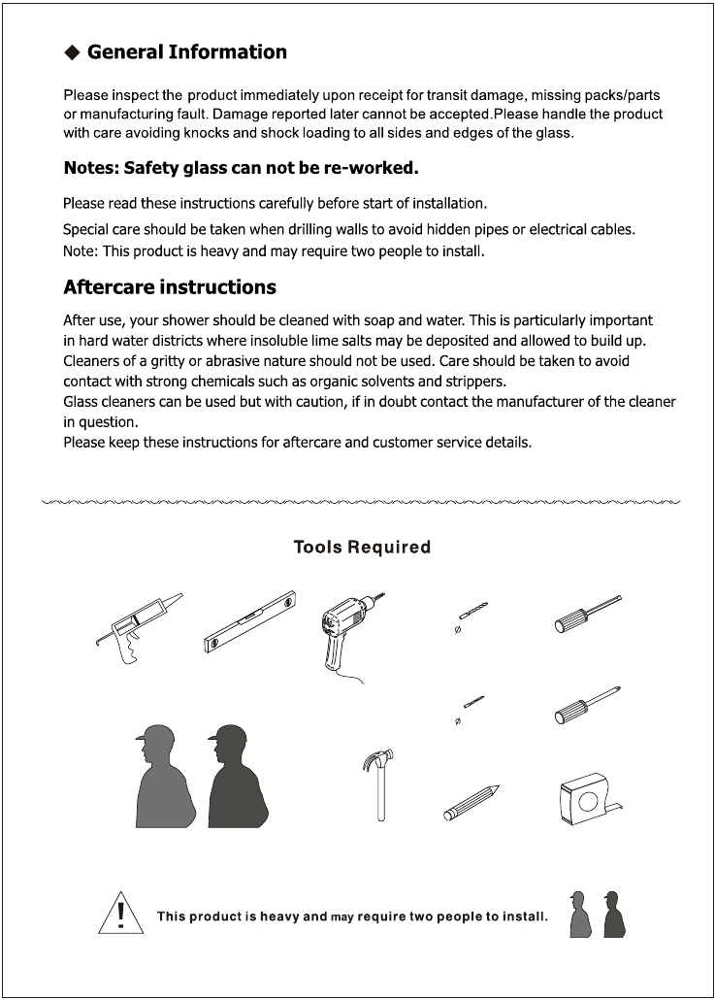 ◆ General Information
Please inspect the product immediately upon receipt for transit damage, missing packs/parts
or manufacturing fault. Damage reported later cannot be accepted.Please handle the product
with care avoiding knocks and shock loading to all sides and edges of the glass.
Notes: Safety glass can not be re-worked.
Please read these instructions carefully before start of installation.
Special care should be taken when drilling walls to avoid hidden pipes or electrical cables.
Note: This product is heavy and may require two people to install.
Aftercare instructions
After use, your shower should be cleaned with soap and water. This is particularly important
in hard water districts where insoluble lime salts may be deposited and allowed to build up.
Cleaners of a gritty or abrasive nature should not be used. Care should be taken to avoid
contact with strong chemicals such as organic solvents and strippers.
Glass cleaners can be used but with caution, if in doubt contact the manufacturer of the cleaner
in question.
Please keep these instructions for aftercare and customer service details.
Tools Required
Ø
Ø
! This product is heavy and may require two people to install.